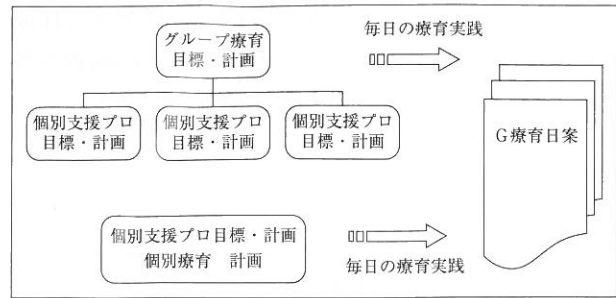 グループ療育
目標・計画
毎日の療育実践
個別支援プロ
目標・計画
個別支援プロ
目標・計画
個別支援プロ
目標・計画
G療育日案
個別支援プロ目標・計画
個別療育 計画
毎日の療育実践